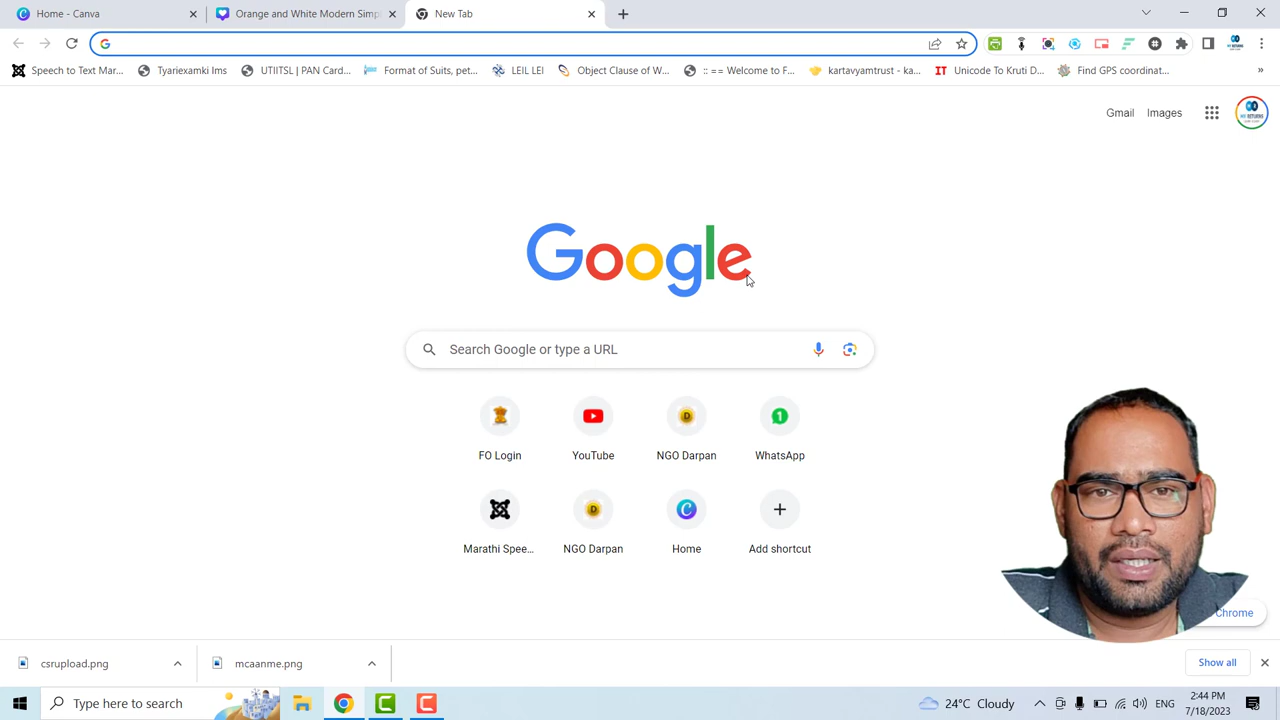 Home - Canva
Orange and White Modern Simpl
New Tab
Speech to Text Mar...
Tyariexamki Ims
UTIITSL | PAN Card...
Format of Suits, pet...
LEIL LEI
Object Clause of W...
:: == Welcome to F...
kartavyamtrust - ka...
IT
Unicode To Kruti D...
Find GPS coordinat...
»
Gmail
Images
Google
Search Google or type a URL
FO Login
YouTube
NGO Darpan
1
WhatsApp
Marathi Spee...
NGO Darpan
Home
Add shortcut
Chrome
csrupload.png
mcaanme.png
Show all
Type here to search
24°C Cloudy
ENG
2:44 PM
7/18/2023